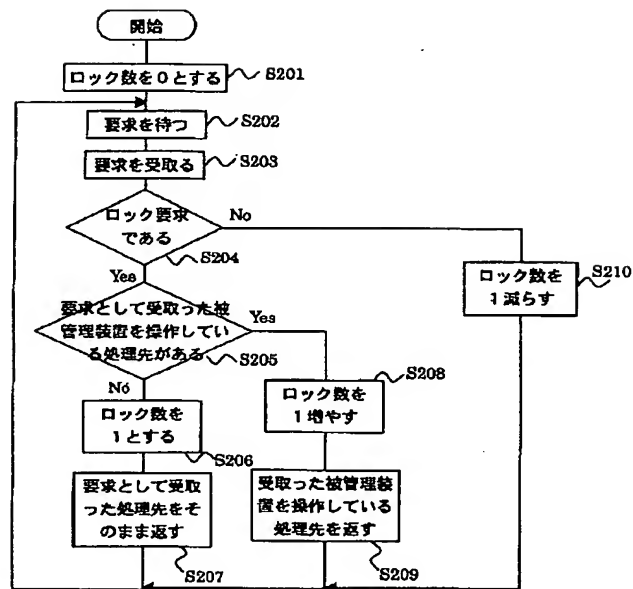 開始
ロック数を０とする
S201
要求を待つ
S202
要求を受取る
S203
ロック要求
である
No
S204
Yes
要求として受取った被
管理装置を操作してい
る処理先がある
Yes
S205
No
ロック数を
１減らす
S210
ロック数を
１とする
S206
ロック数を
１増やす
S208
要求として受取
った処理先をそ
のまま返す
S207
受取った被管理装
置を操作している
処理先を返す
S209